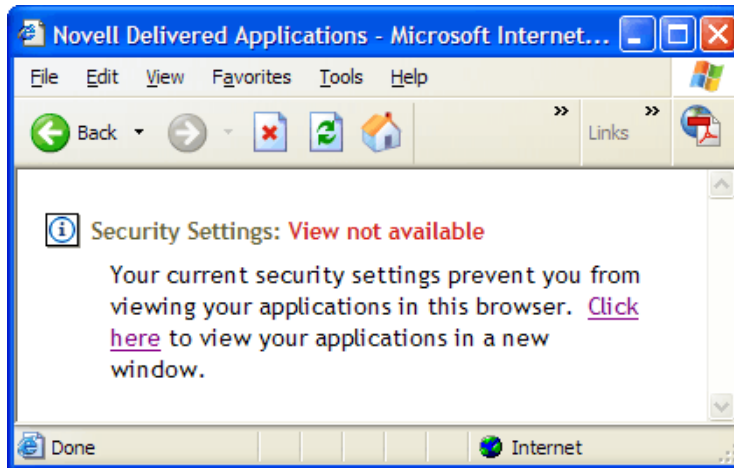 Novell Delivered Applications - Microsoft Internet...
File Edit View Favorites Tools Help
Back » Links »
Security Settings: View not available
Your current security settings prevent you from
viewing your applications in this browser. Click
here to view your applications in a new
window.
Done Internet